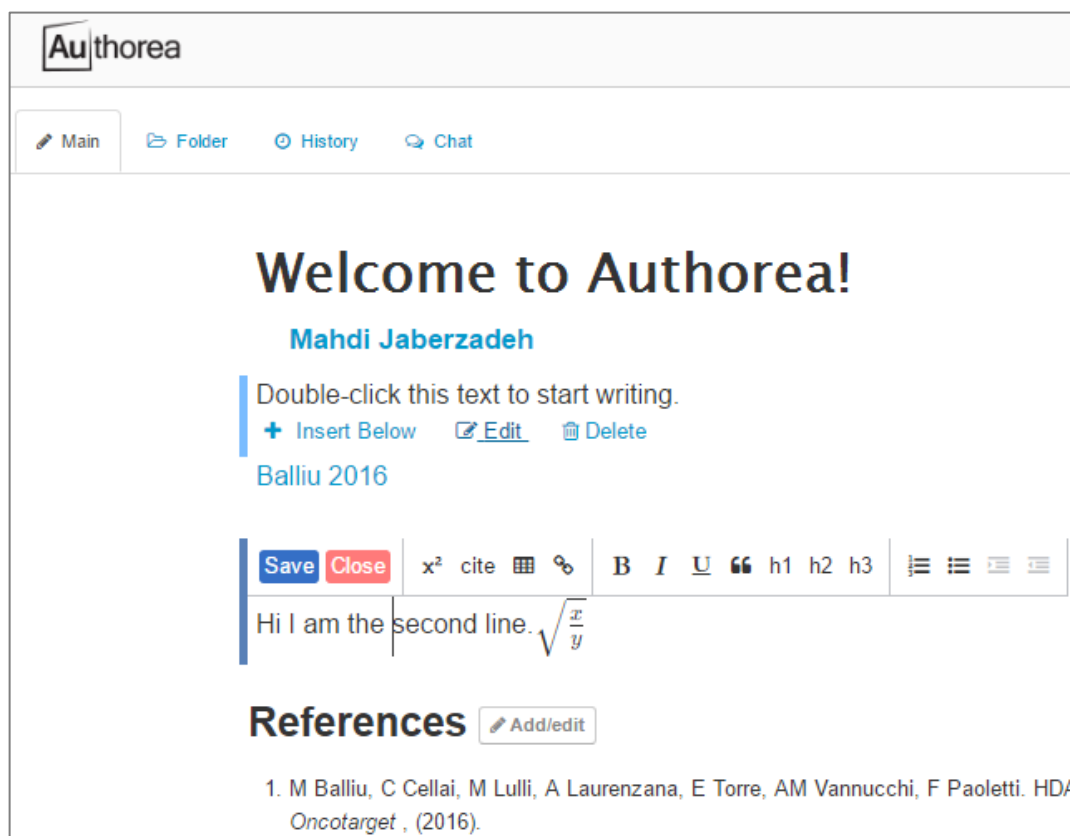 Authorea
Main Folder History Chat
Welcome to Authorea!
Mahdi Jaberzadeh
Double-click this text to start writing.
Insert Below Edit Delete
Balliu 2016
Save Close x² cite B I U h1 h2 h3
Hi I am the second line. √(x/y)
References Add/edit
1. M Balliu, C Cellai, M Lulli, A Laurenzana, E Torre, AM Vannucchi, F Paoletti. HDA
Oncotarget , (2016).